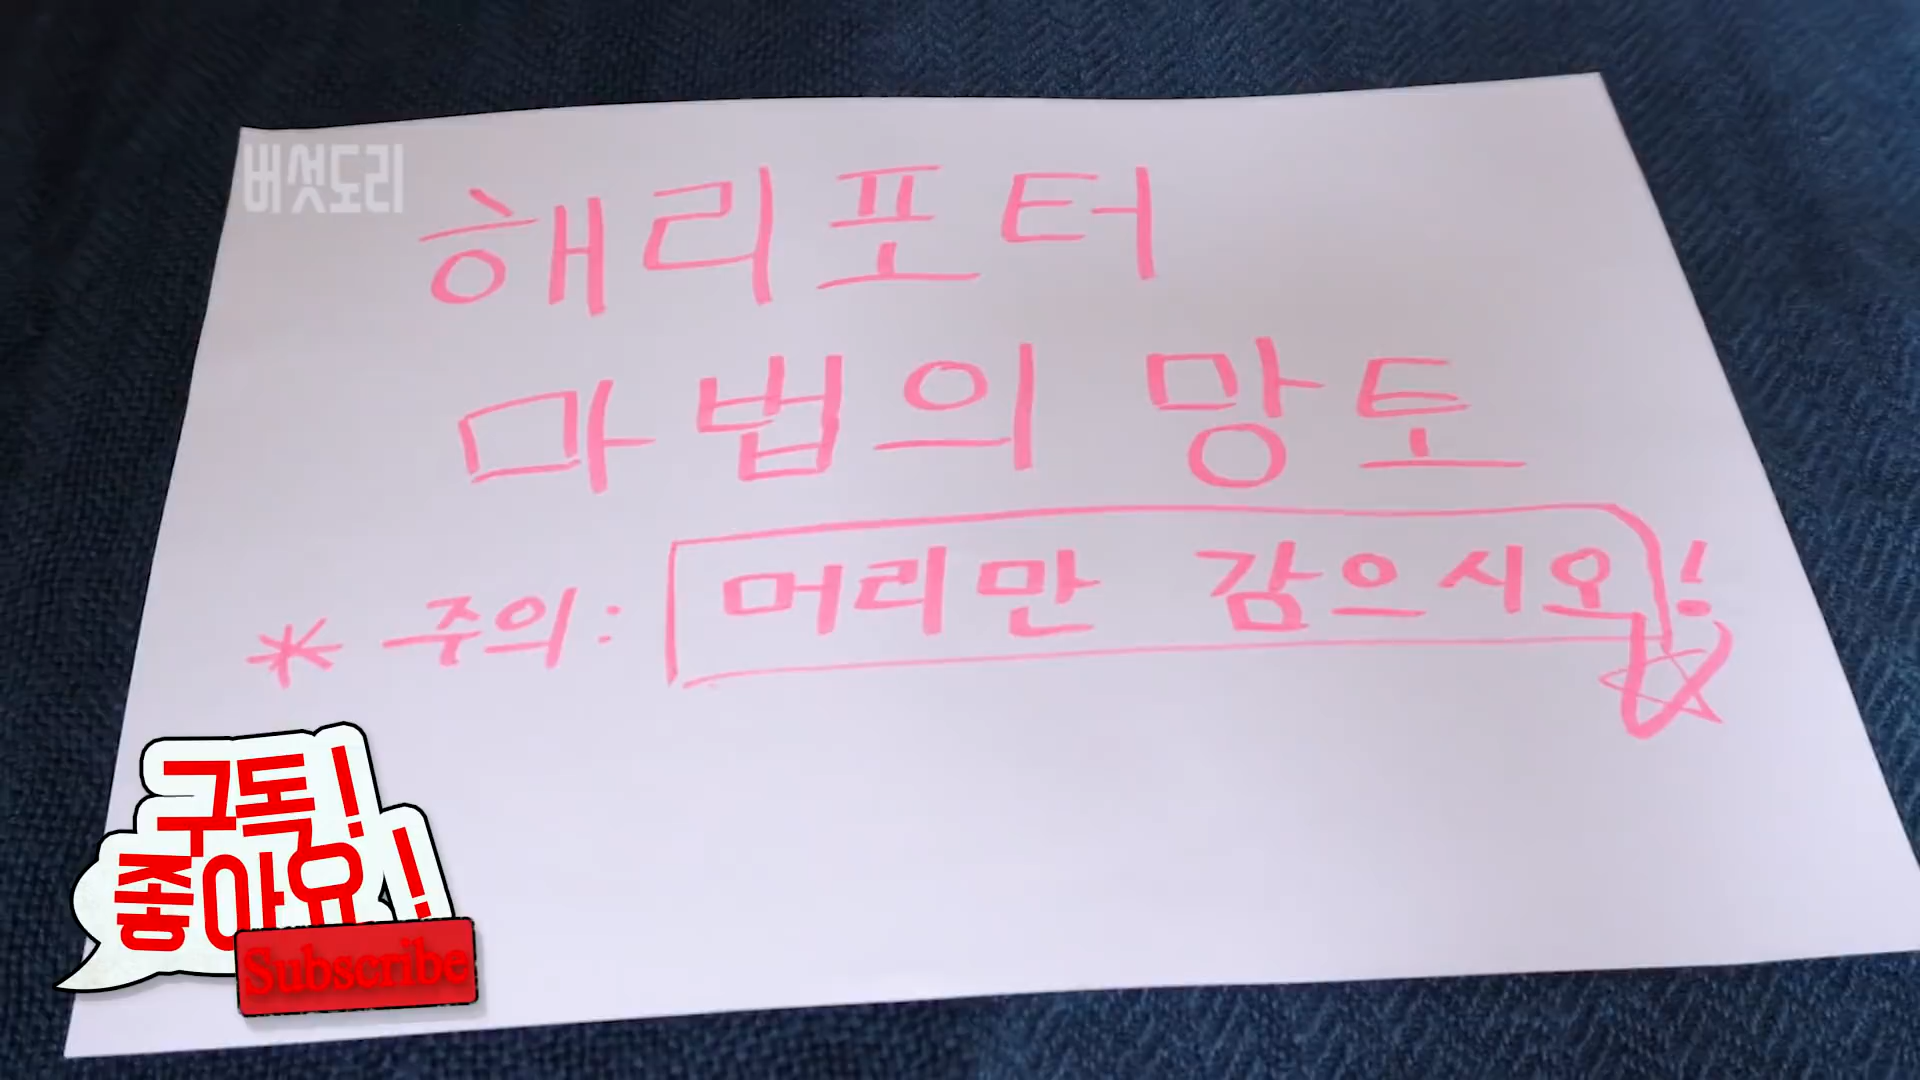 버섯도리
해리포터
마법의 망토
* 주의: 머리만 감으시오!
구독!
좋아요!
Subscribe